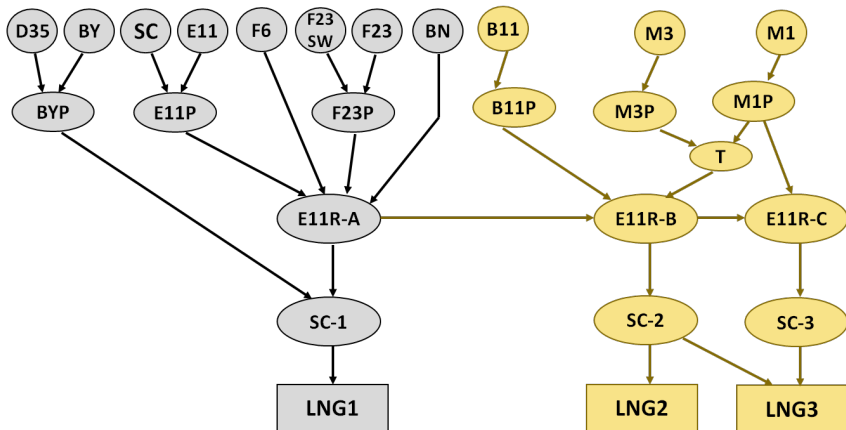 D35
BY
SC
E11
F6
F23
SW
F23
BN
B11
M3
M1
BYP
E11P
F23P
B11P
M3P
M1P
T
E11R-A
E11R-B
E11R-C
SC-1
SC-2
SC-3
LNG1
LNG2
LNG3